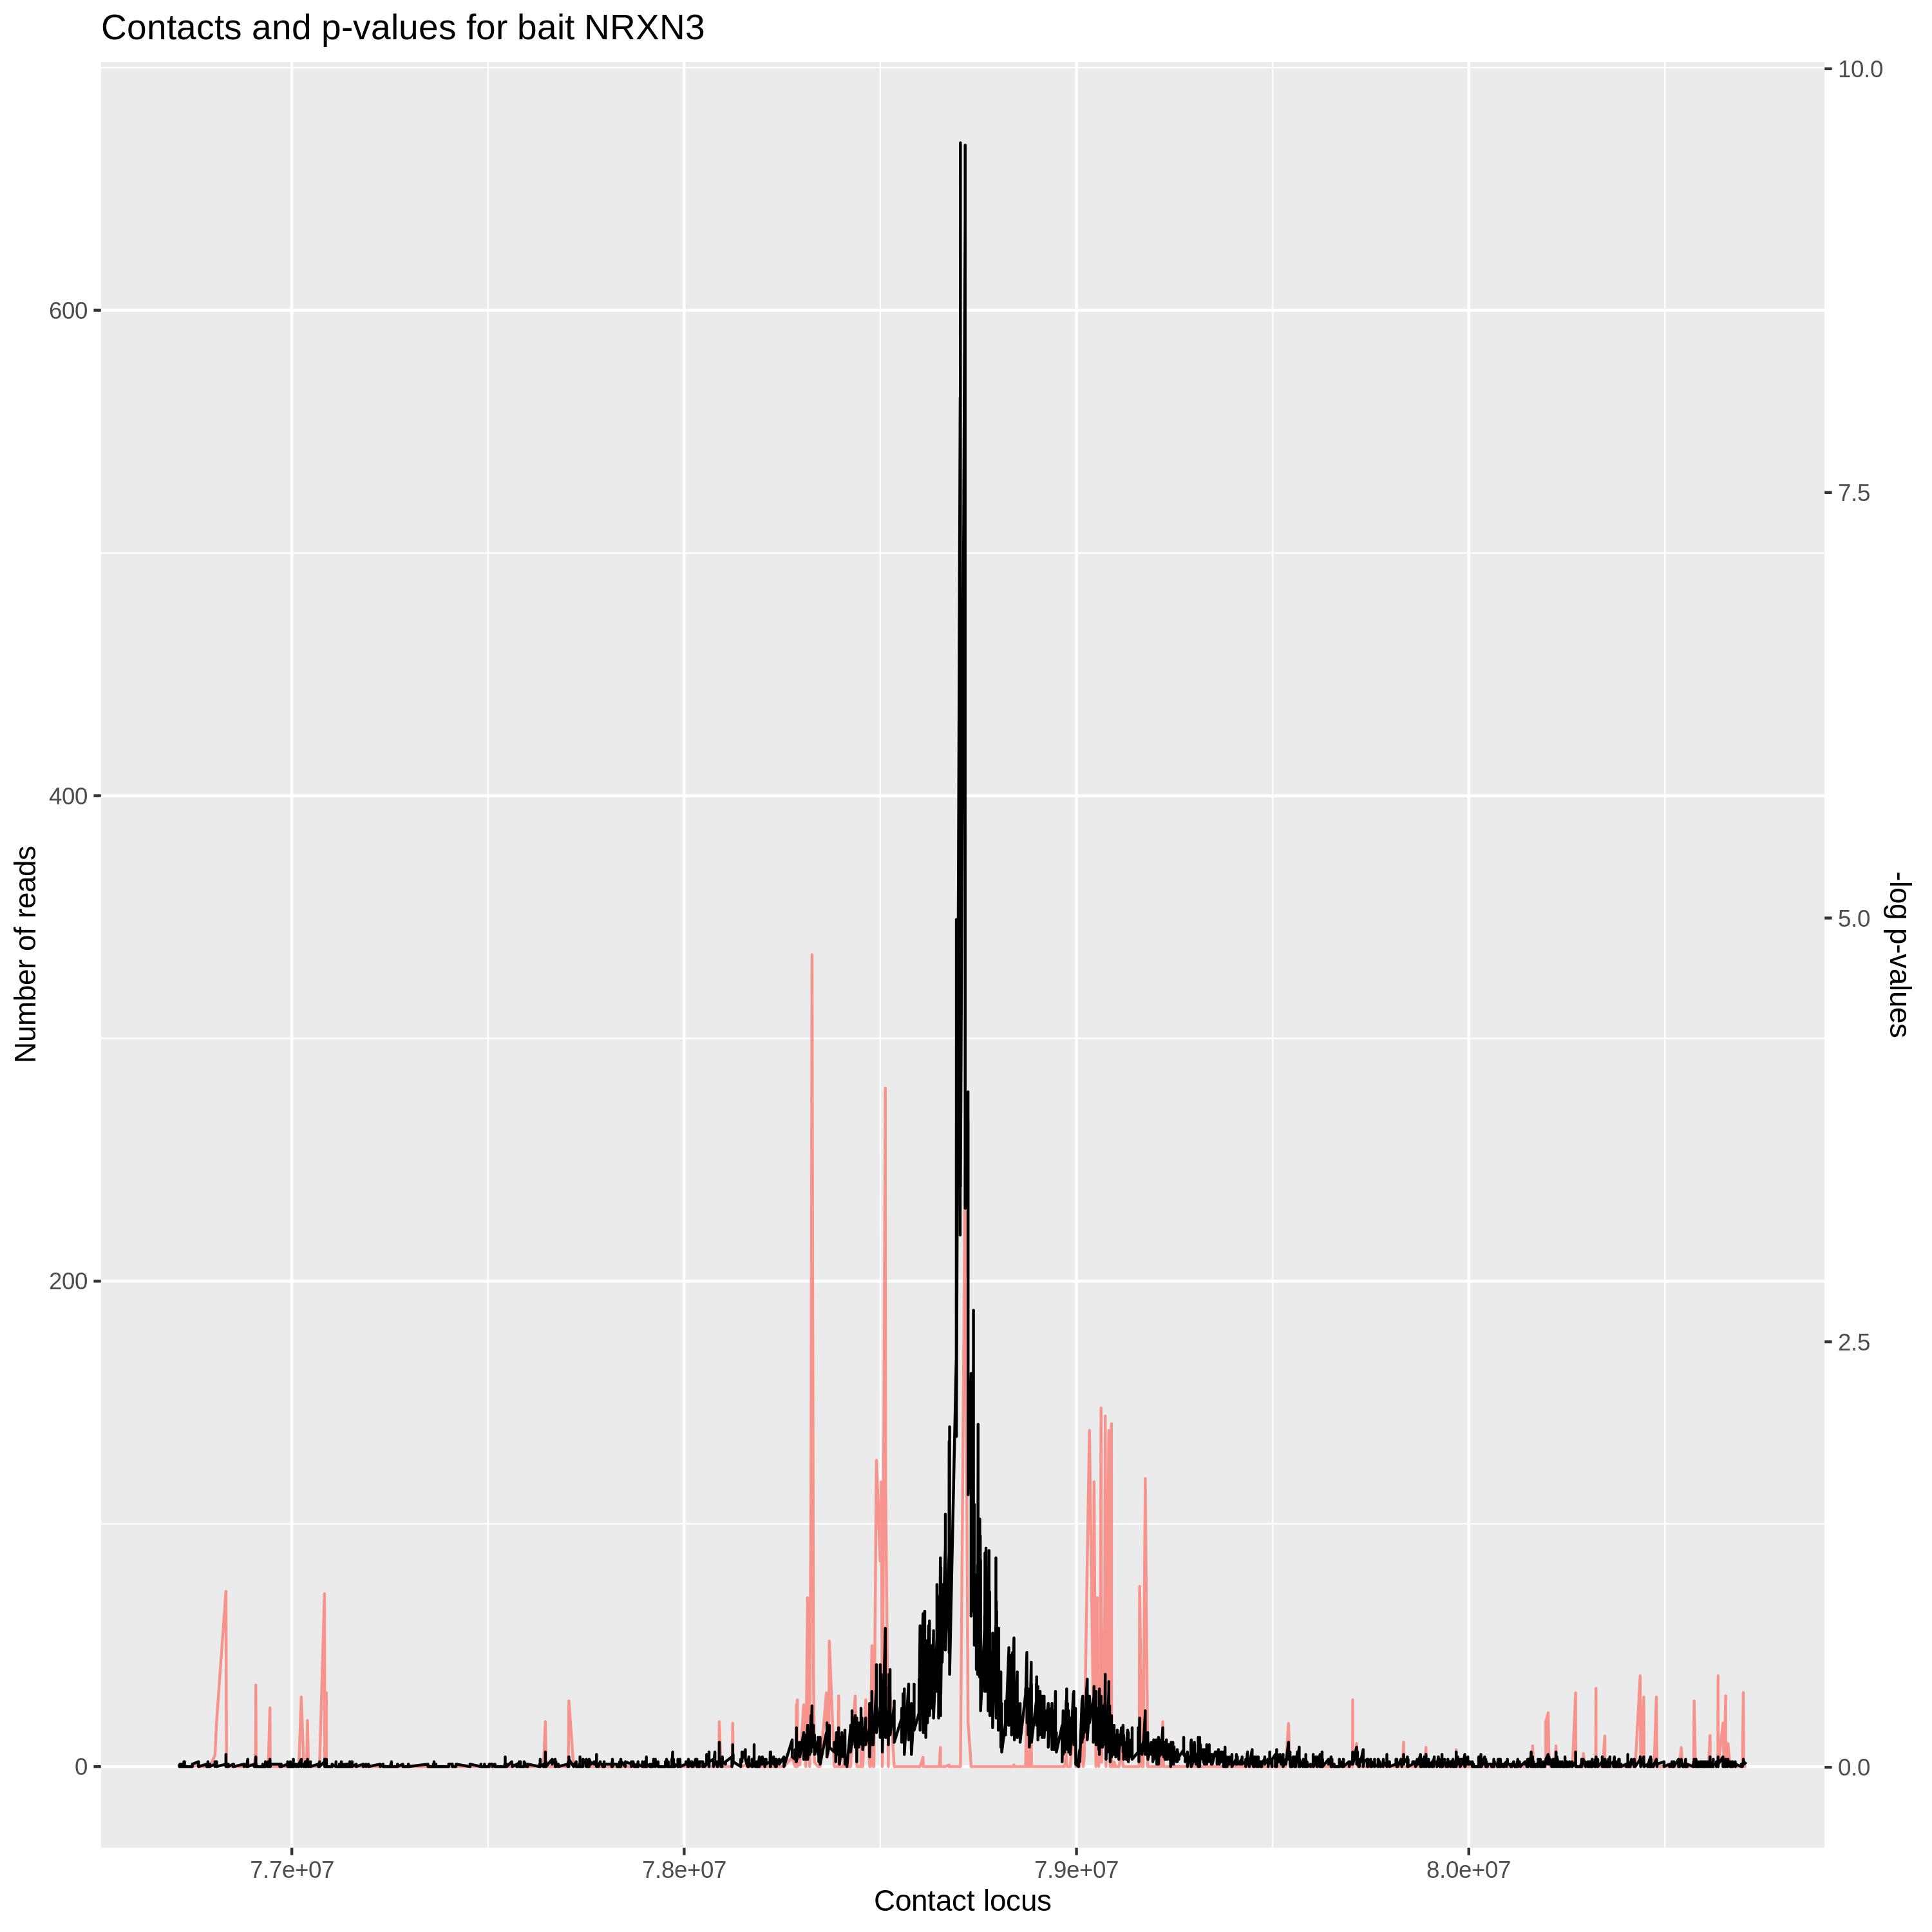 Contacts and p-values for bait NRXN3
10.0
600
7.5
400
5.0
Number of reads
-log p-values
200
2.5
0
0.0
7.7e+07 7.8e+07 7.9e+07 8.0e+07
Contact locus